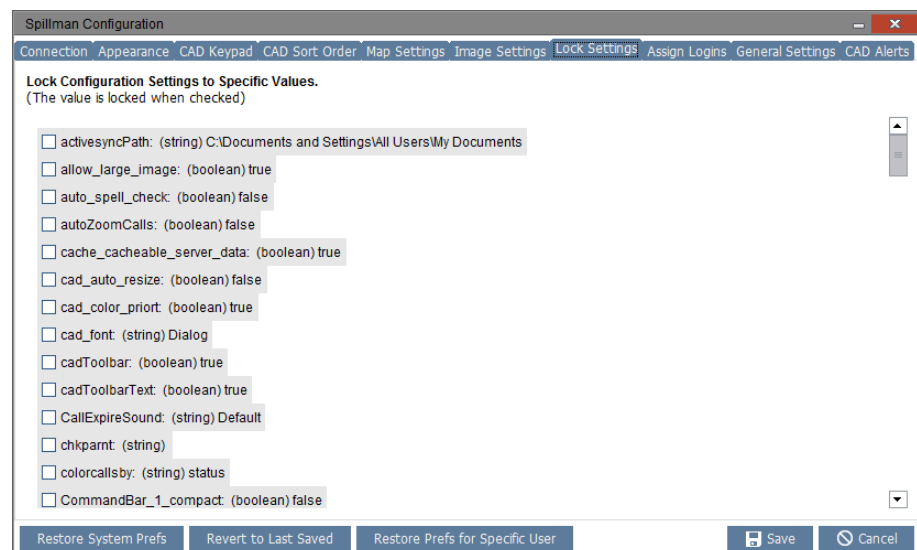 Spillman Configuration
Connection Appearance CAD Keypad CAD Sort Order Map Settings Image Settings Lock Settings Assign Logins General Settings CAD Alerts
Lock Configuration Settings to Specific Values.
(The value is locked when checked)
activesyncPath: (string) C:\Documents and Settings\All Users\My Documents
allow_large_image: (boolean) true
auto_spell_check: (boolean) false
autoZoomCalls: (boolean) false
cache_cacheable_server_data: (boolean) true
cad_auto_resize: (boolean) false
cad_color_priort: (boolean) true
cad_font: (string) Dialog
cadToolbar: (boolean) true
cadToolbarText: (boolean) true
CallExpireSound: (string) Default
chkparnt: (string)
colorcallsby: (string) status
CommandBar_1_compact: (boolean) false
Restore System Prefs Revert to Last Saved Restore Prefs for Specific User Save Cancel